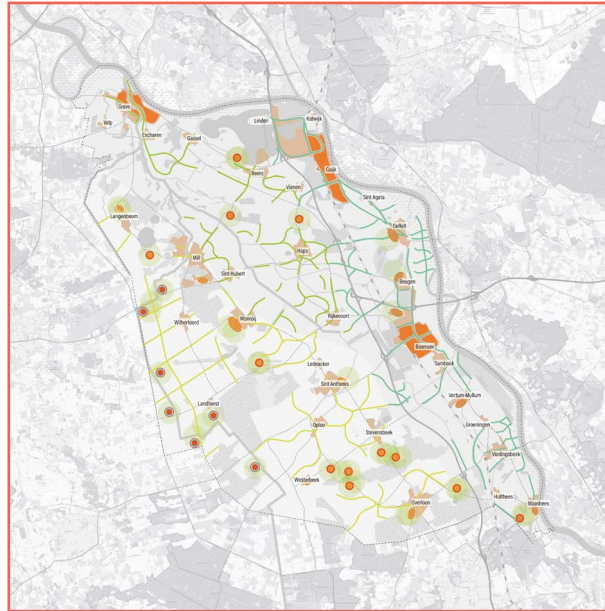 Grave
Velp
Escharen
Gassel
Linden
Katwijk
Beers
Cuijk
Vianen
Sint Agata
Langenboom
Oeffelt
Mill
Haps
Sint Hubert
Beugen
Wilbertoord
Wanroij
Rijkevoort
Boxmeer
Ledeacker
Sambeek
Sint Anthonis
Landhorst
Vortum-Mullum
Oploo
Stevensbeek
Groeningen
Vierlingsbeek
Westerbeek
Holthees
Maashees
Overloon